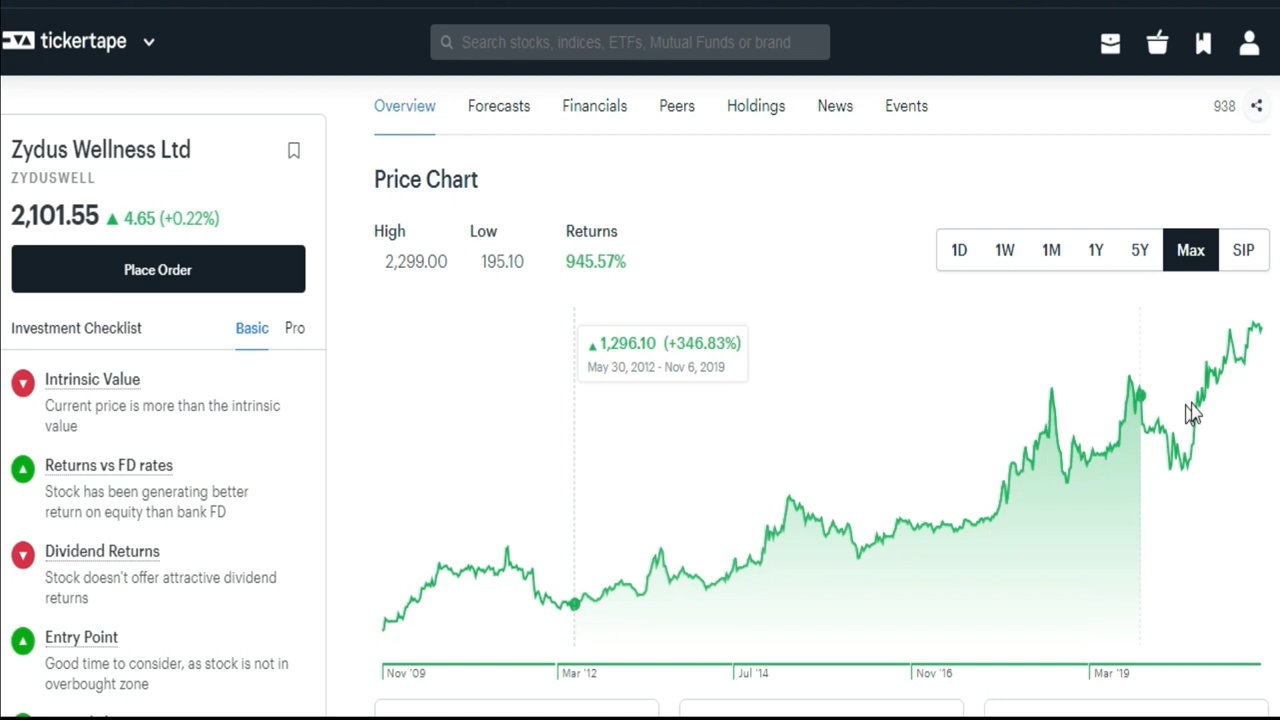 tickertape
Search stocks, indices, ETFs, Mutual Funds or brand
Overview
Forecasts
Financials
Peers
Holdings
News
Events
938
Zydus Wellness Ltd
ZYDUSWELL
2,101.55 ▲ 4.65 (+0.22%)
Place Order
Investment Checklist
Basic
Pro
Intrinsic Value
Current price is more than the intrinsic
value
Returns vs FD rates
Stock has been generating better
return on equity than bank FD
Dividend Returns
Stock doesn't offer attractive dividend
returns
Entry Point
Good time to consider, as stock is not in
overbought zone
Price Chart
High
Low
Returns
2,299.00
195.10
945.57%
1D
1W
1M
1Y
5Y
Max
SIP
▲ 1,296.10 (+346.83%)
May 30, 2012 - Nov 6, 2019
Nov '09
Mar '12
Jul '14
Nov '16
Mar '19